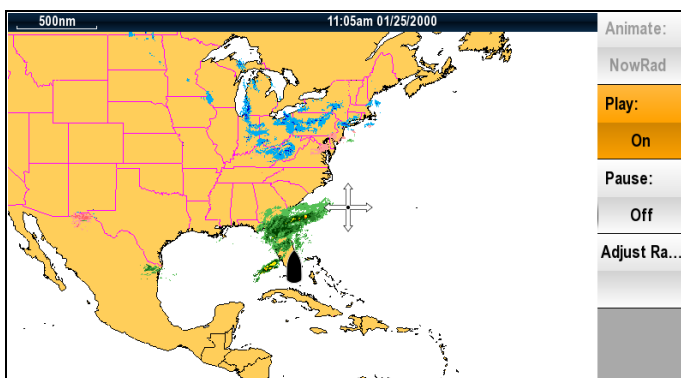 500nm
11:05am 01/25/2000
Animate:
NowRad
Play:
On
Pause:
Off
Adjust Ra...